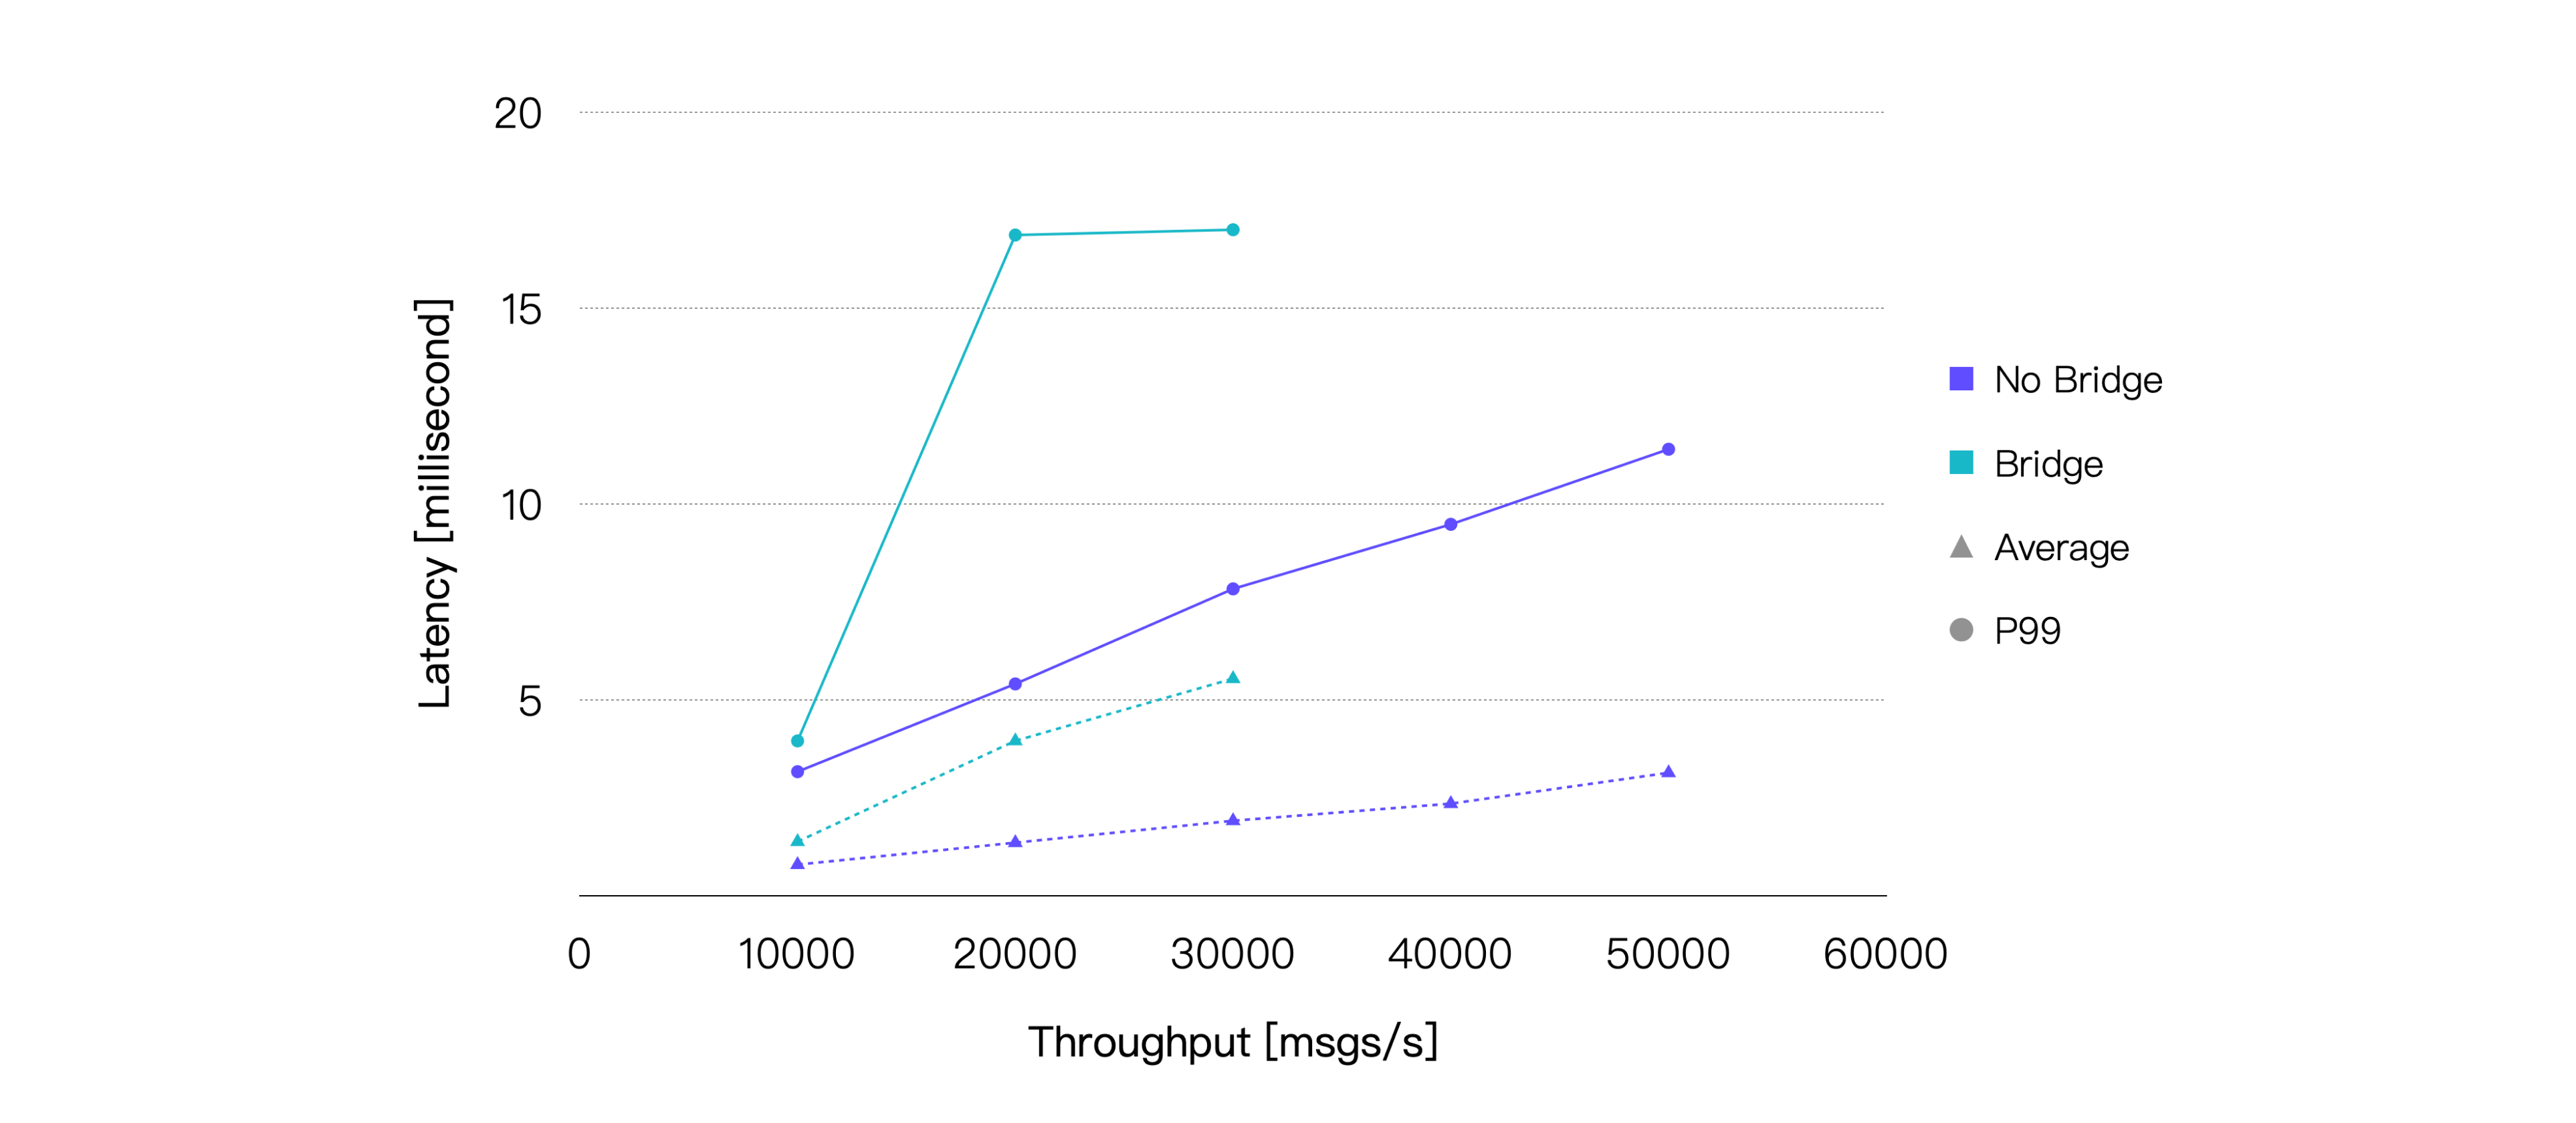 20
15
10
5
Latency [millisecond]
0 10000 20000 30000 40000 50000 60000
Throughput [msgs/s]
No Bridge
Bridge
Average
P99